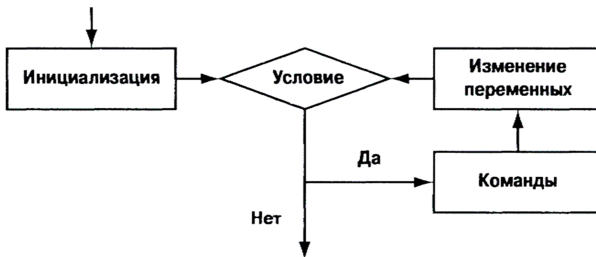 Инициализация
Условие
Изменение
переменных
Да
Команды
Нет